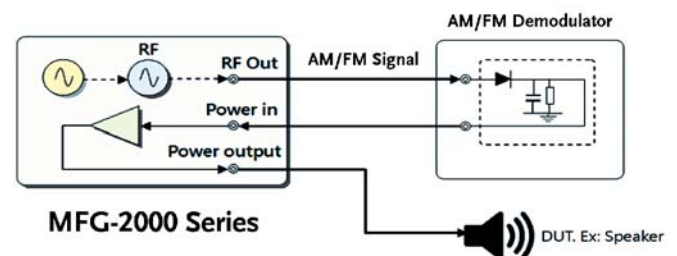 AM/FM Demodulator
RF
RF Out
AM/FM Signal
Power in
Power output
MFG-2000 Series
DUT. Ex: Speaker